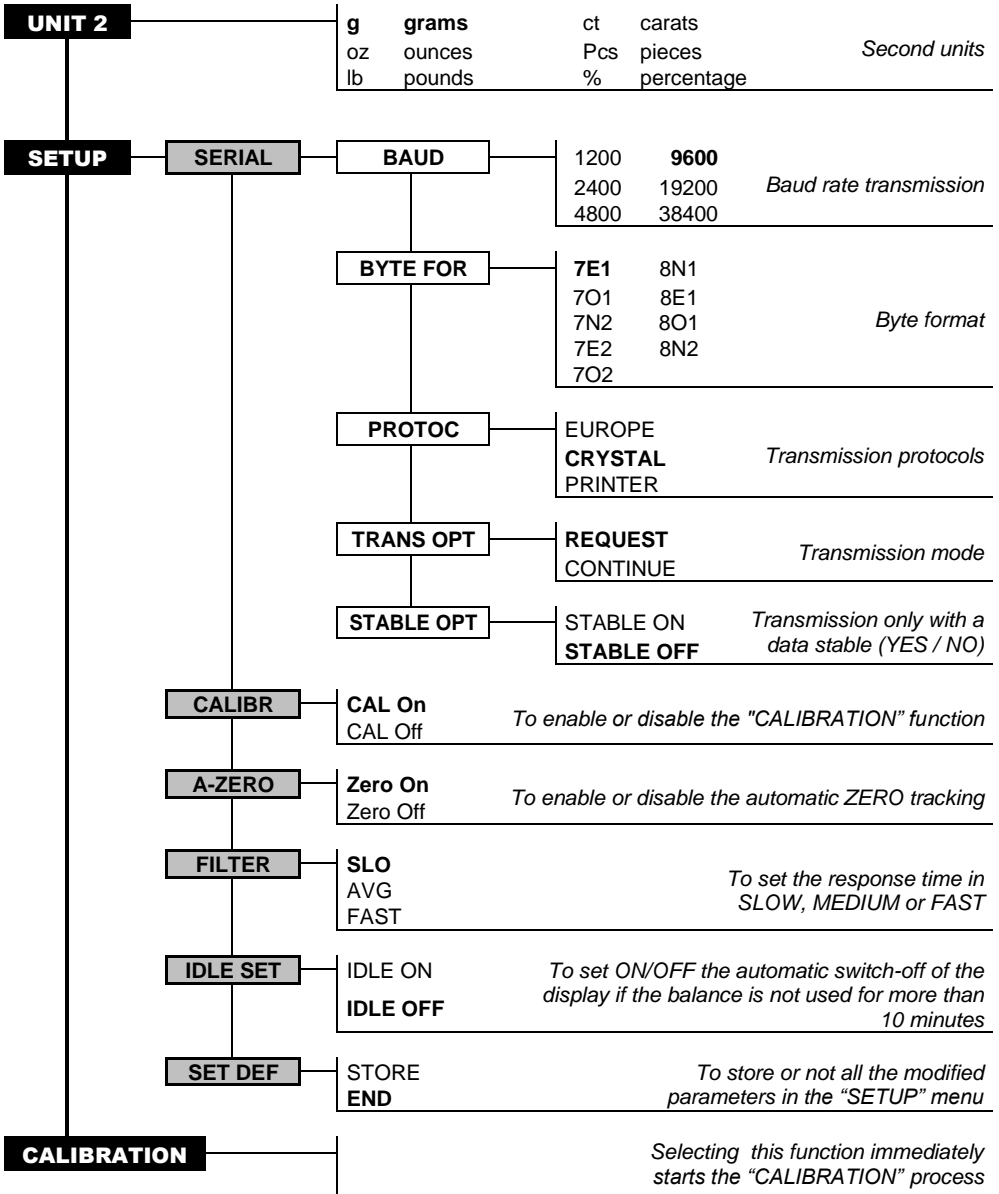 UNIT 2
g grams ct carats
oz ounces Pcs pieces Second units
lb pounds % percentage
SETUP SERIAL BAUD 1200 9600
2400 19200 Baud rate transmission
4800 38400
BYTE FOR 7E1 8N1
7O1 8E1
7N2 8O1 Byte format
7E2 8N2
7O2
PROTOC EUROPE
CRYSTAL Transmission protocols
PRINTER
TRANS OPT REQUEST
CONTINUE Transmission mode
STABLE OPT STABLE ON Transmission only with a
STABLE OFF data stable (YES / NO)
CALIBR CAL On
CAL Off To enable or disable the "CALIBRATION” function
A-ZERO Zero On
Zero Off To enable or disable the automatic ZERO tracking
FILTER SLO
AVG To set the response time in
FAST SLOW, MEDIUM or FAST
IDLE SET IDLE ON To set ON/OFF the automatic switch-off of the
IDLE OFF display if the balance is not used for more than
10 minutes
SET DEF STORE To store or not all the modified
END parameters in the “SETUP” menu
CALIBRATION Selecting this function immediately
starts the “CALIBRATION” process